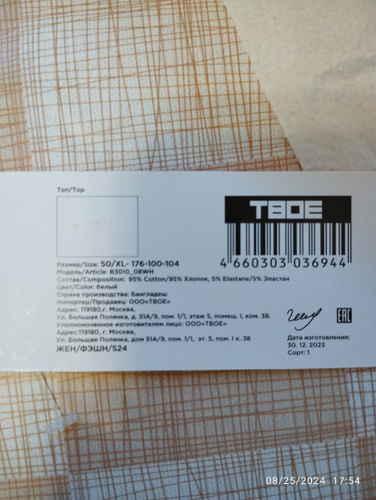 Топ/Top
ТВОЕ
4 660303 036944
Размер/Size: 50/XL- 176-100-104
Модель/Article: B3010_08WH
Состав/Composition: 95% Cotton/95% Хлопок, 5% Elastane/5% Эластан
Цвет/Color: белый
Страна производства: Бангладеш
Импортер/Продавец: ООО«ТВОЕ»
Адрес: 119180,г. Москва,
Ул. Большая Полянка, д. 51А/9, пом. 1/1, этаж 5, помещ. I, ком. 38.
Уполномоченное изготовителем лицо: ООО«ТВОЕ»
Адрес:119180, г. Москва,
Ул. Большая Полянка, дом 51А/9, пом. 1/1, эт. 5, пом. I к. 38
ЖЕН/ФЭШН/S24
EAC
Дата изготовления:
30. 12. 2023
Сорт: 1
08/25/2024 17:54